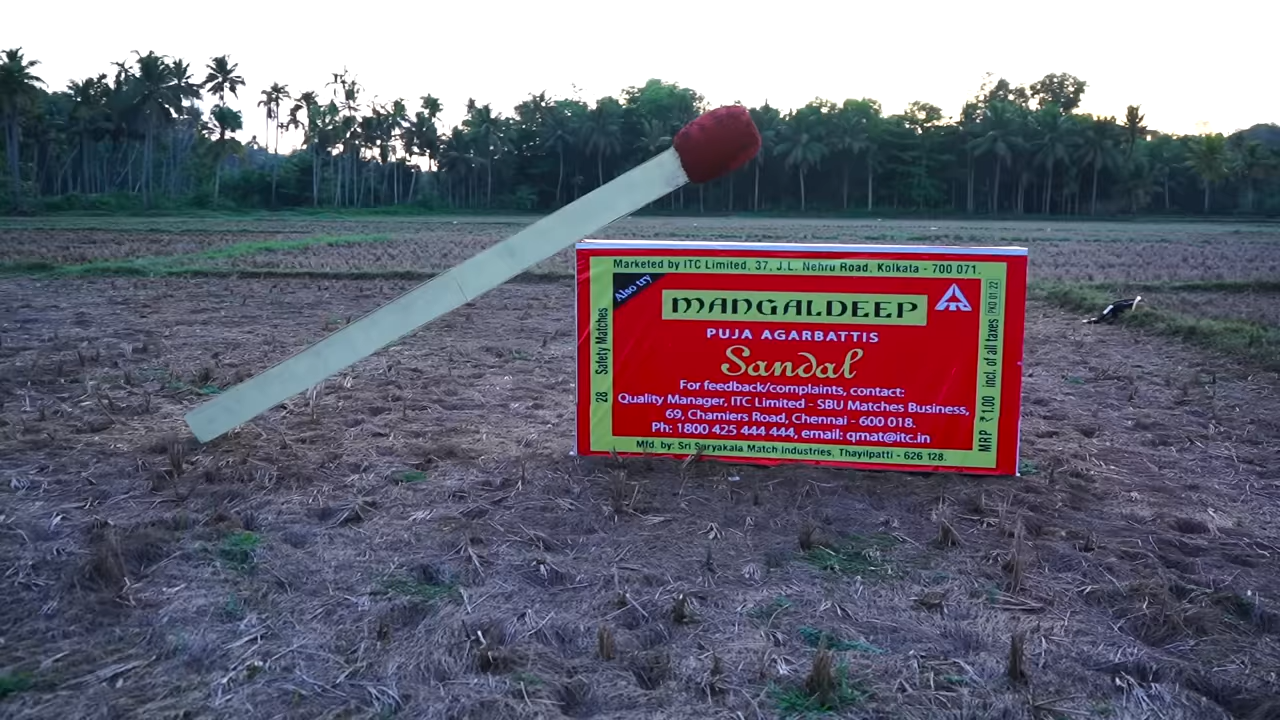 Marketed by ITC Limited, 37, J.L. Nehru Road, Kolkata - 700 071.
Also try
MANGALDEEP
PUJA AGARBATTIS
Sandal
For feedback/complaints, contact:
Quality Manager, ITC Limited - SBU Matches Business,
69, Chamiers Road, Chennai - 600 018.
Ph: 1800 425 444 444, email: qmat@itc.in
Mfd. by: Sri Saryakala Match Industries, Thayilpatti - 626 128.
28 Safety Matches
MRP ₹ 1.00 incl. of all taxes PKD 01.22